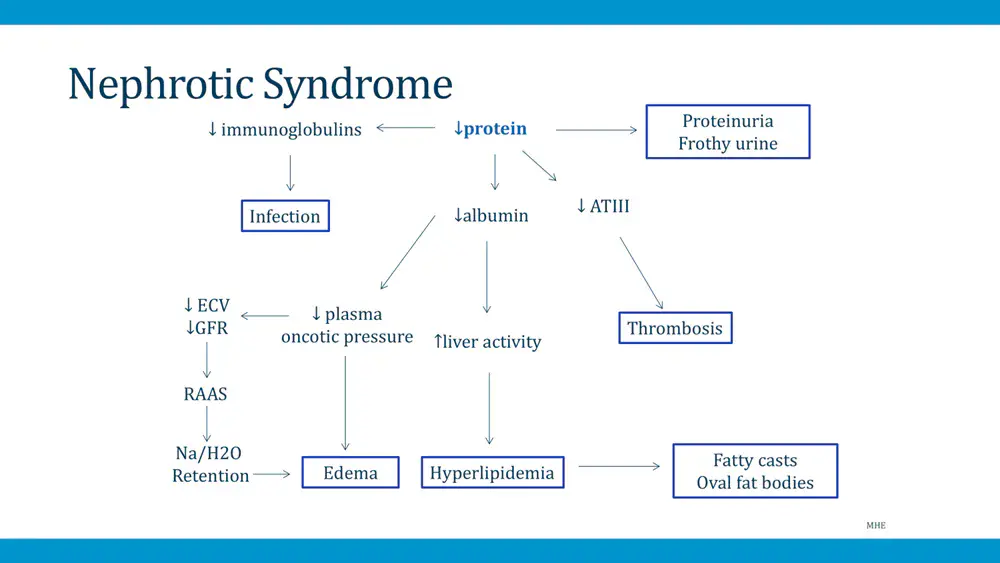 Nephrotic Syndrome
↓ immunoglobulins
↓protein
Proteinuria
Frothy urine
Infection
↓albumin
↓ ATIII
↓ ECV
↓GFR
↓ plasma
oncotic pressure
↑liver activity
Thrombosis
RAAS
Na/H2O
Retention
Edema
Hyperlipidemia
Fatty casts
Oval fat bodies
MHE